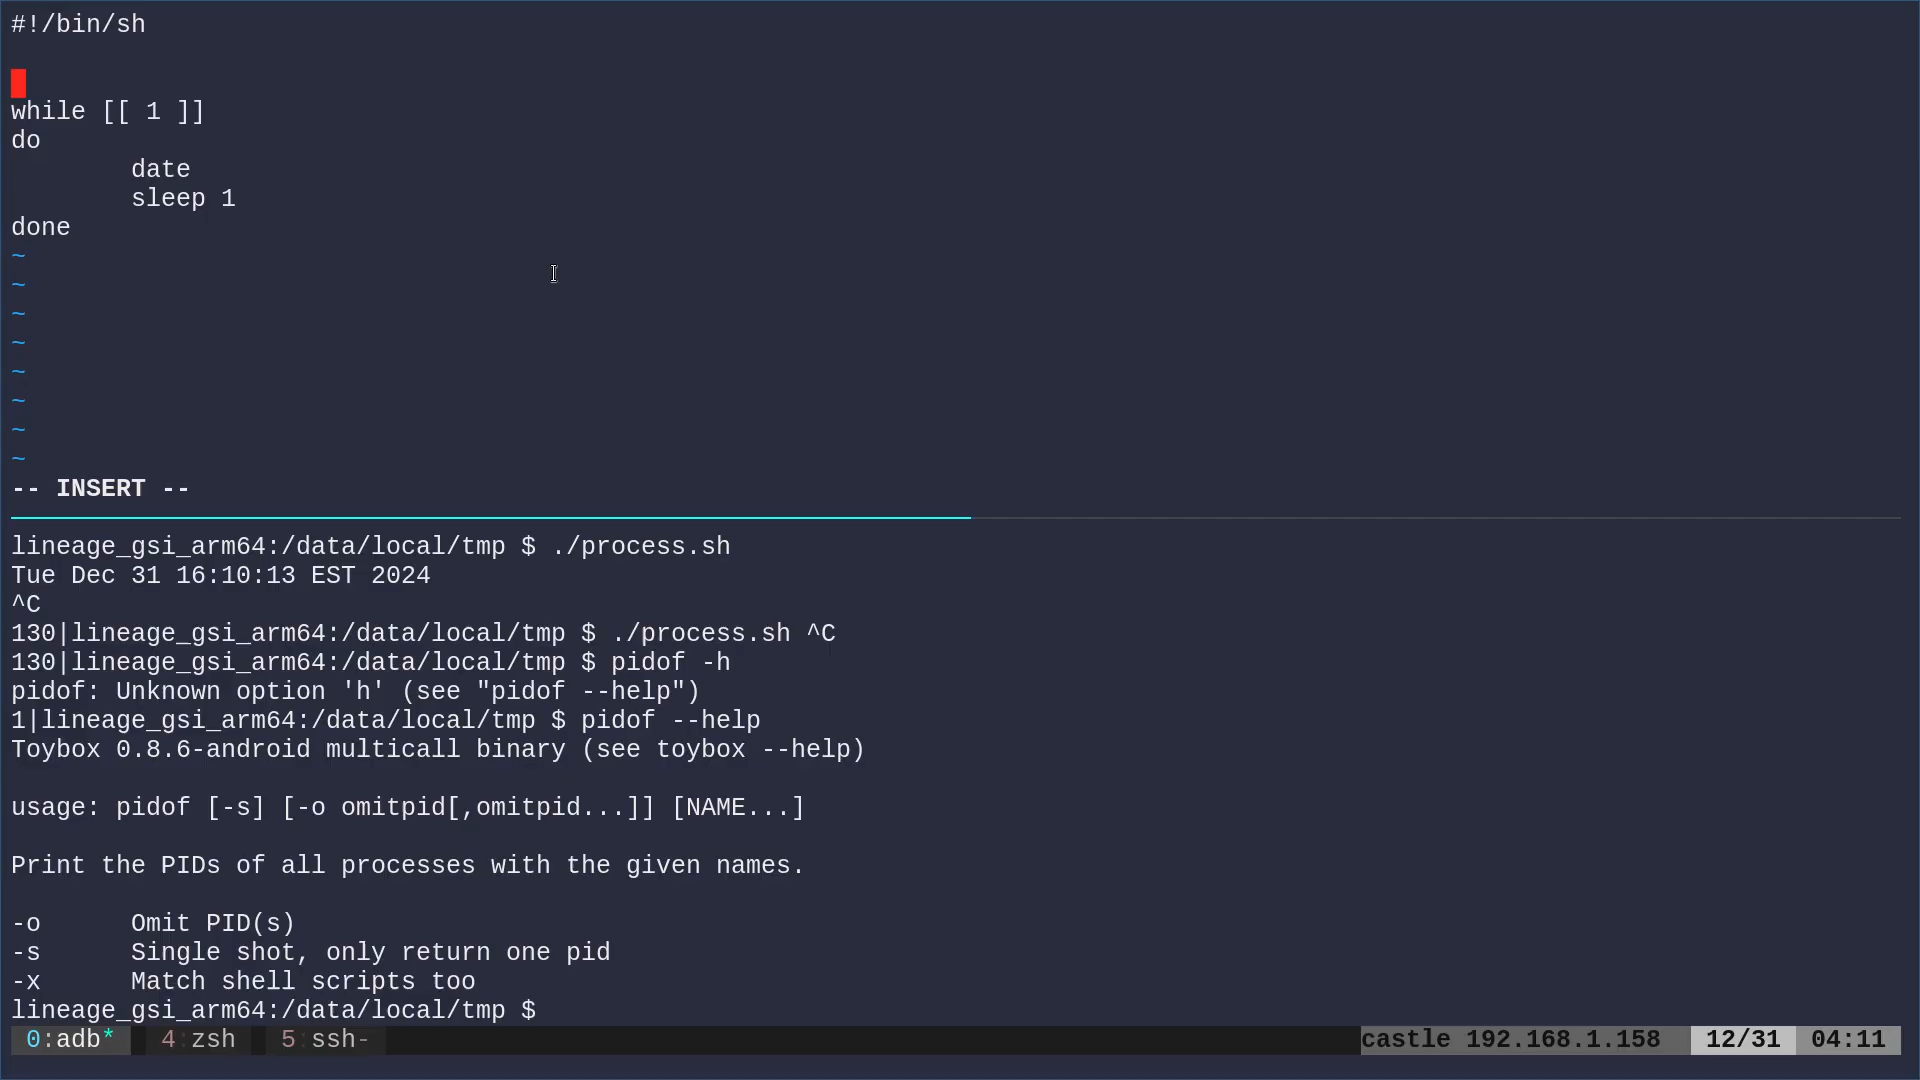 #!/bin/sh
while [[ 1 ]]
do
        date
        sleep 1
done
~
~
~
~
~
~
~
~
-- INSERT --
lineage_gsi_arm64:/data/local/tmp $ ./process.sh
Tue Dec 31 16:10:13 EST 2024
^C
130|lineage_gsi_arm64:/data/local/tmp $ ./process.sh ^C
130|lineage_gsi_arm64:/data/local/tmp $ pidof -h
pidof: Unknown option 'h' (see "pidof --help")
1|lineage_gsi_arm64:/data/local/tmp $ pidof --help
Toybox 0.8.6-android multicall binary (see toybox --help)
usage: pidof [-s] [-o omitpid[,omitpid...]] [NAME...]
Print the PIDs of all processes with the given names.
-o      Omit PID(s)
-s      Single shot, only return one pid
-x      Match shell scripts too
lineage_gsi_arm64:/data/local/tmp $
0:adb*  4:zsh  5:ssh-  castle 192.168.1.158  12/31  04:11